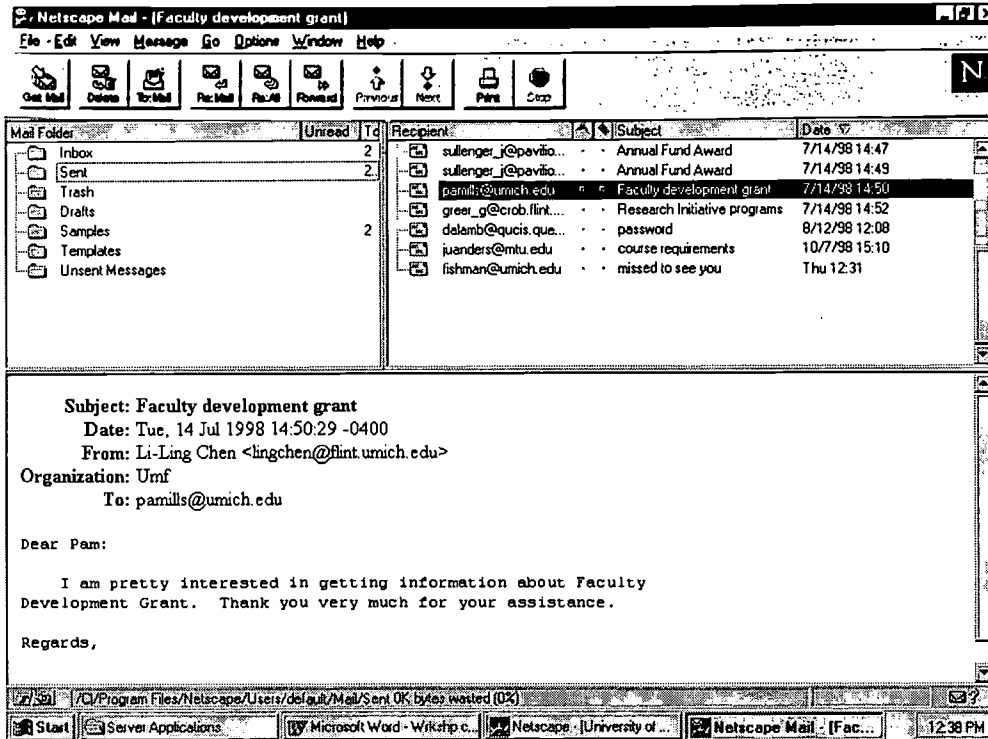 Netscape Mail - [Faculty development grant]
File Edit View Message Go Options Window Help
Get Mail Delete To: Mail Re: Mail Re: All Forward Previous Next Print Stop
N
Mail Folder Unread To Recipient Subject Date
Inbox 2
Sent 2
Trash
Drafts
Samples 2
Templates
Unsent Messages
sullenger_j@pavilio... Annual Fund Award 7/14/98 14:47
sullenger_j@pavilio... Annual Fund Award 7/14/98 14:49
pamills@umich.edu Faculty development grant 7/14/98 14:50
greer_g@crob.flint.... Research Initiative programs 7/14/98 14:52
dalamb@qucis.que... password 8/12/98 12:08
juanders@mtu.edu course requirements 10/7/98 15:10
fishman@umich.edu missed to see you Thu 12:31
Subject: Faculty development grant
Date: Tue, 14 Jul 1998 14:50:29 -0400
From: Li-Ling Chen <lingchen@flint.umich.edu>
Organization: Umf
To: pamills@umich.edu
Dear Pam:
I am pretty interested in getting information about Faculty
Development Grant. Thank you very much for your assistance.
Regards,
/C|/Program Files/Netscape/Users/default/Mail/Sent 0K bytes wasted (0%)
Start Server Applications Microsoft Word - Wrkshp c... Netscape - [University of ... Netscape Mail - [Fac... 12:38 PM